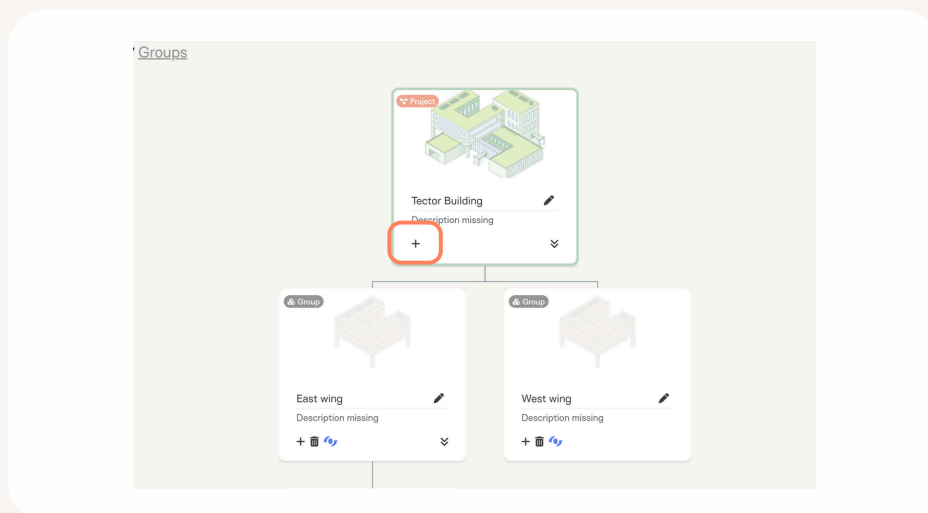 Groups
Project
Tector Building
Description missing
Group
Group
East wing
West wing
Description missing
Description missing